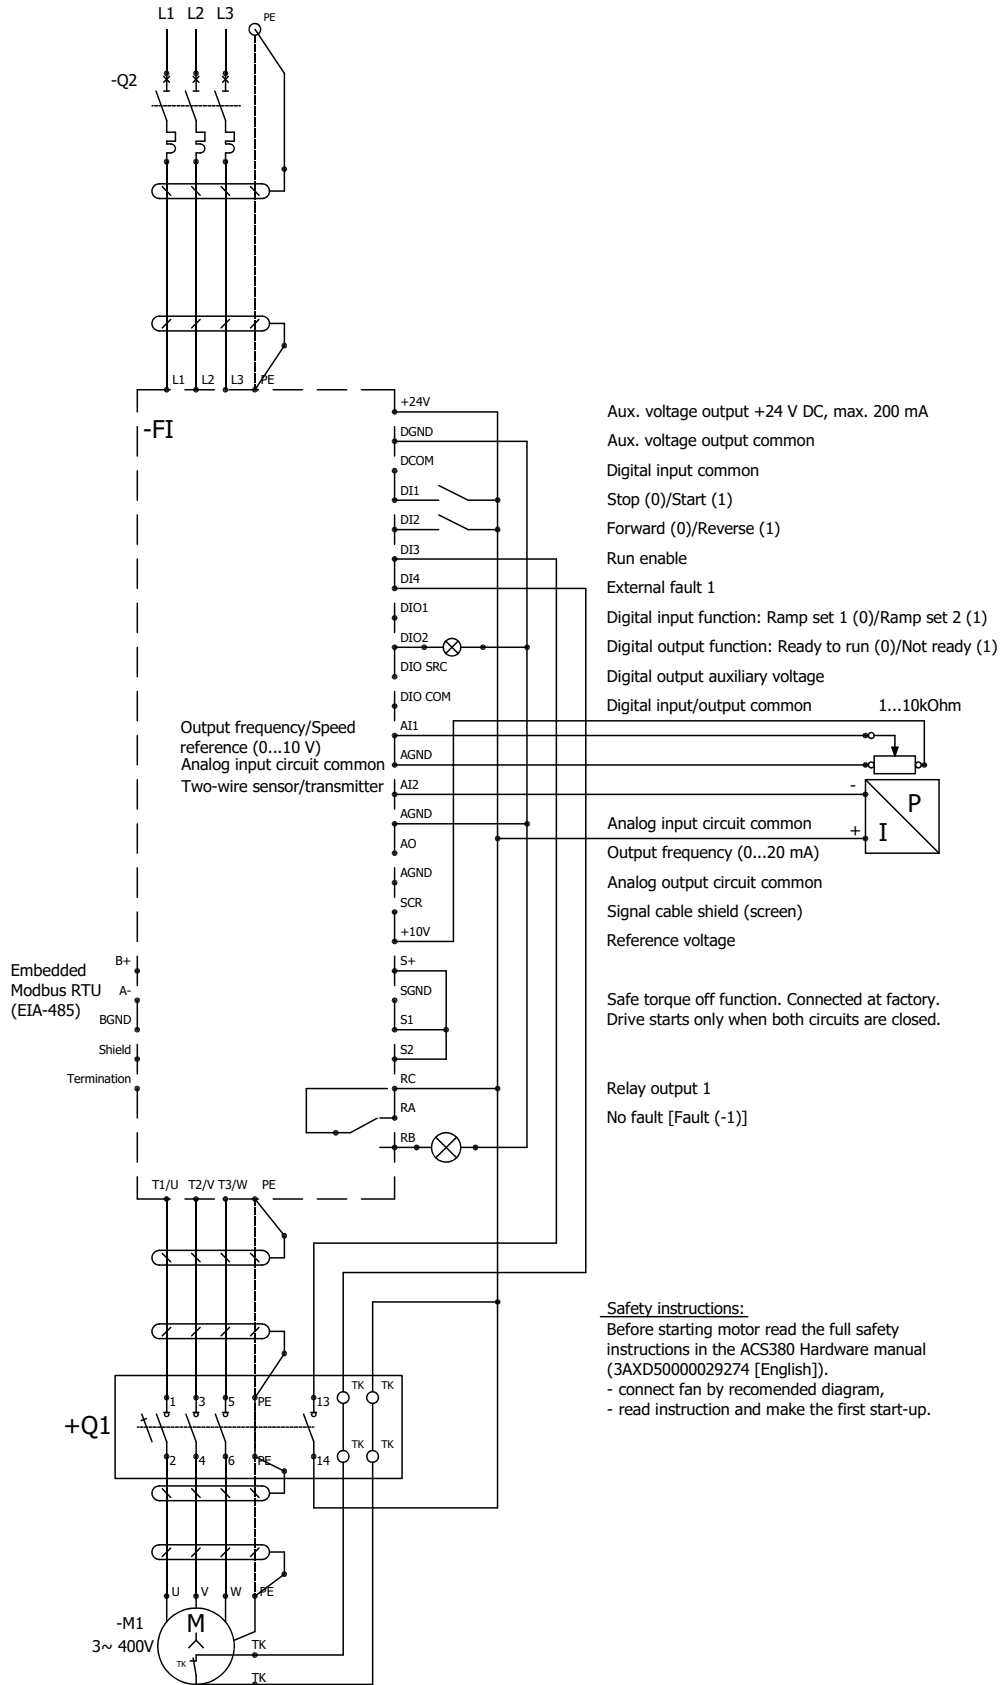 L1 L2 L3 PE
-Q2
L1 L2 L3 PE
-FI
+24V Aux. voltage output +24 V DC, max. 200 mA
DGND Aux. voltage output common
DCOM Digital input common
DI1 Stop (0)/Start (1)
DI2 Forward (0)/Reverse (1)
DI3 Run enable
DI4 External fault 1
DIO1 Digital input function: Ramp set 1 (0)/Ramp set 2 (1)
DIO2 Digital output function: Ready to run (0)/Not ready (1)
DIO SRC Digital output auxiliary voltage
DIO COM Digital input/output common 1...10kOhm
Output frequency/Speed AI1
reference (0...10 V)
Analog input circuit common AGND
Two-wire sensor/transmitter AI2 - P
AGND Analog input circuit common + I
AO Output frequency (0...20 mA)
AGND Analog output circuit common
SCR Signal cable shield (screen)
+10V Reference voltage
Embedded
Modbus RTU
(EIA-485)
B+ S+
A- SGND Safe torque off function. Connected at factory.
BGND S1 Drive starts only when both circuits are closed.
Shield S2
Termination RC Relay output 1
RA No fault [Fault (-1)]
RB
T1/U T2/V T3/W PE
Safety instructions:
Before starting motor read the full safety
instructions in the ACS380 Hardware manual
(3AXD50000029274 [English]).
- connect fan by recomended diagram,
- read instruction and make the first start-up.
+Q1
1 3 5 PE 13 TK TK
2 4 6 PE 14 TK TK
U V W PE
-M1
3~ 400V
M
TK
TK
TK